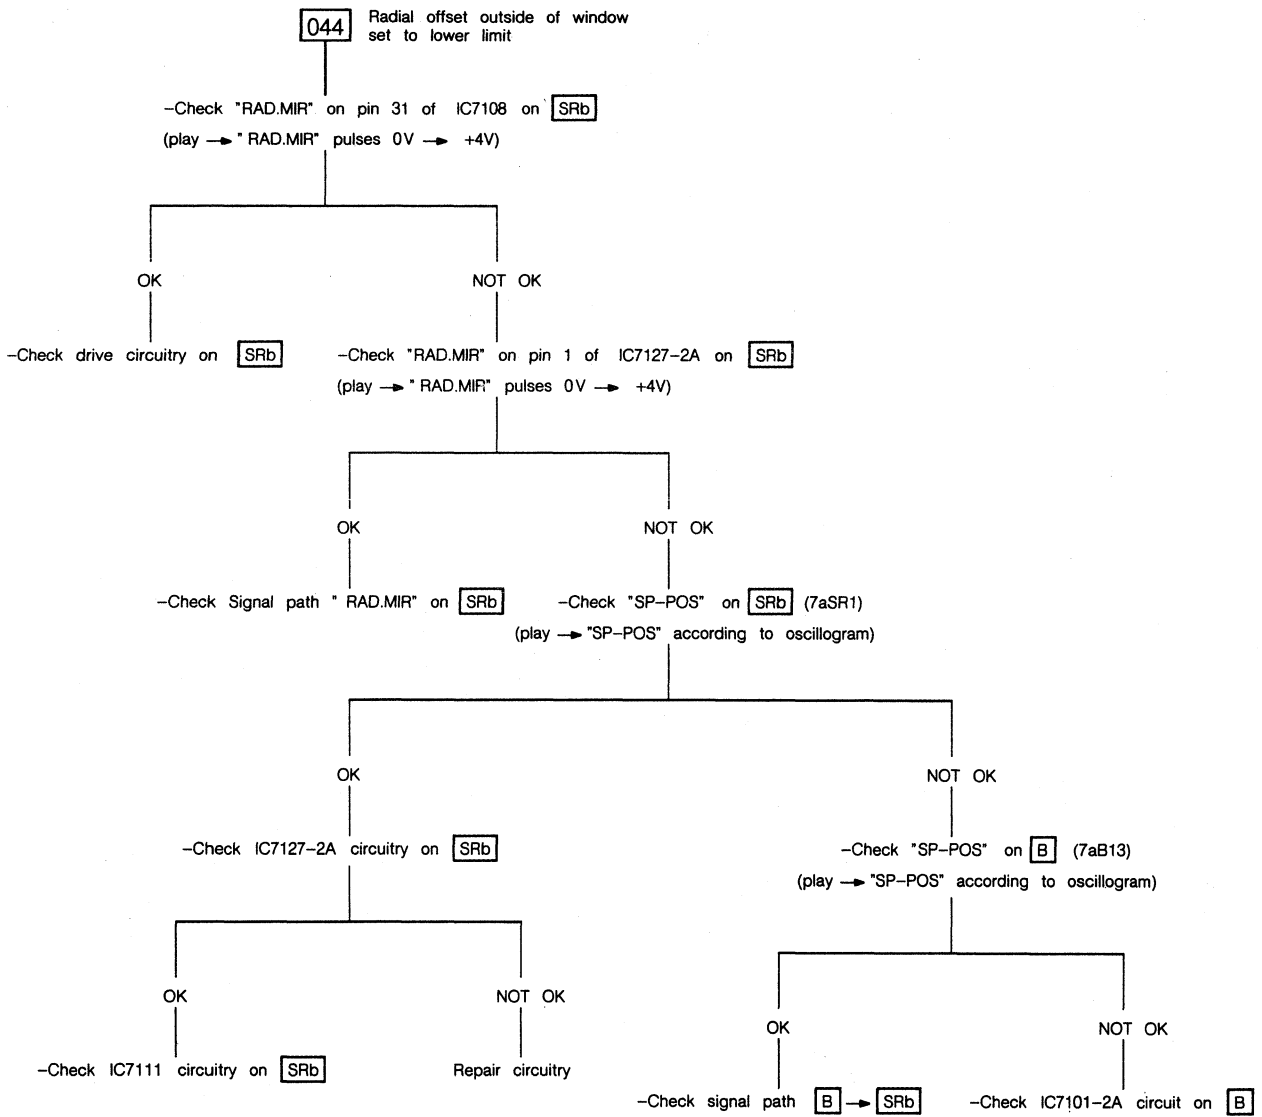 044 Radial offset outside of window
set to lower limit
-Check "RAD.MIR" on pin 31 of IC7108 on SRb
(play → " RAD.MIR" pulses 0V → +4V)
OK
NOT OK
-Check drive circuitry on SRb
-Check "RAD.MIR" on pin 1 of IC7127-2A on SRb
(play → " RAD.MIR" pulses 0V → +4V)
OK
NOT OK
-Check Signal path " RAD.MIR" on SRb
-Check "SP-POS" on SRb (7aSR1)
(play → "SP-POS" according to oscillogram)
OK
NOT OK
-Check IC7127-2A circuitry on SRb
-Check "SP-POS" on B (7aB13)
(play → "SP-POS" according to oscillogram)
OK
NOT OK
OK
NOT OK
-Check IC7111 circuitry on SRb
Repair circuitry
-Check signal path B → SRb
-Check IC7101-2A circuit on B